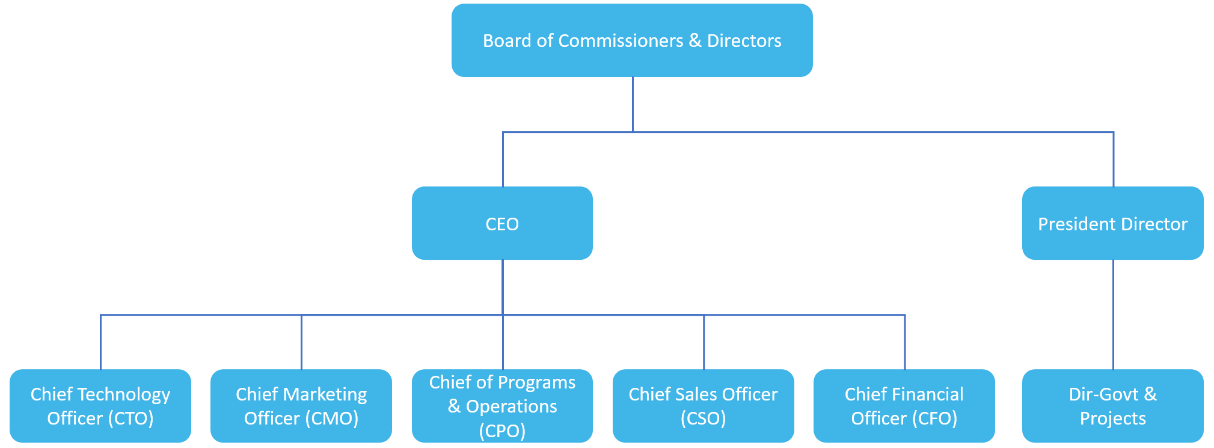 Board of Commissioners & Directors
CEO
President Director
Chief Technology
Officer (CTO)
Chief Marketing
Officer (CMO)
Chief of Programs
& Operations
(CPO)
Chief Sales Officer
(CSO)
Chief Financial
Officer (CFO)
Dir-Govt &
Projects